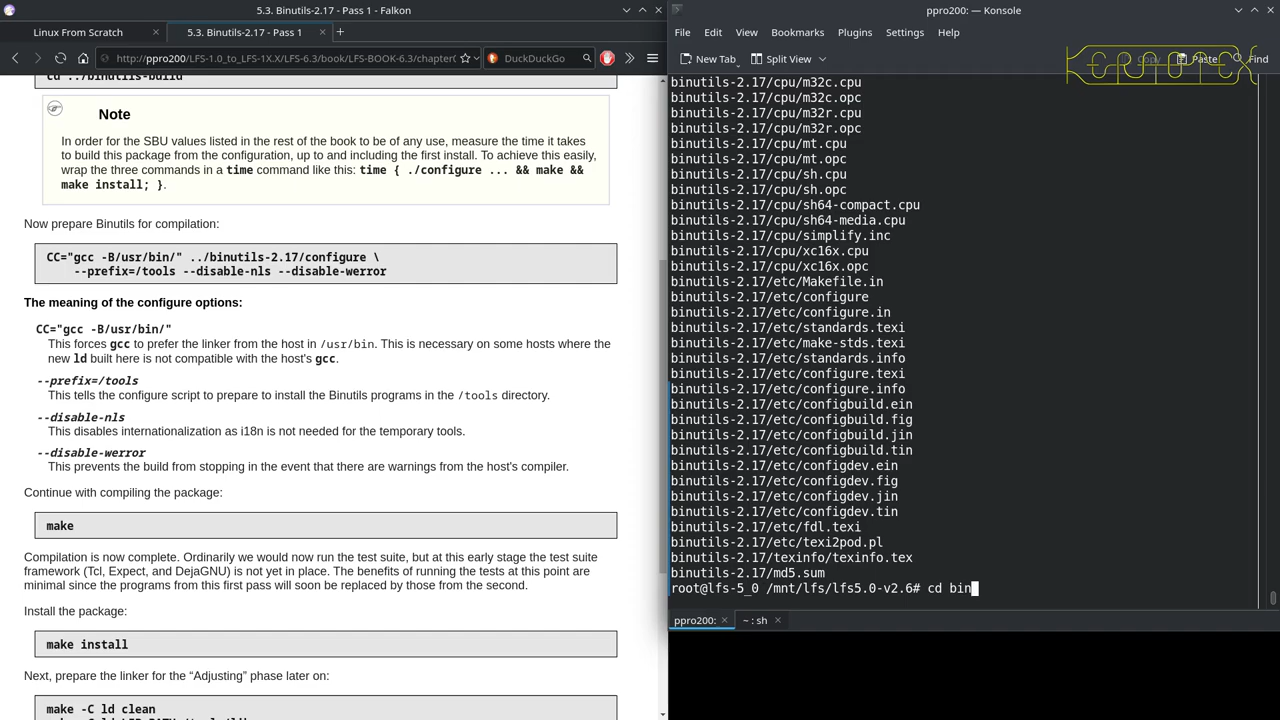 5.3. Binutils-2.17 - Pass 1 - Falkon
Linux From Scratch
5.3. Binutils-2.17 - Pass 1
http://ppro200/LFS-1.0_to_LFS-1X.X/LFS-6.3/book/LFS-BOOK-6.3/chapter0
DuckDuckGo
cd ../binutils-build
Note
In order for the SBU values listed in the rest of the book to be of any use, measure the time it takes
to build this package from the configuration, up to and including the first install. To achieve this easily,
wrap the three commands in a time command like this: time { ./configure ... && make &&
make install; }.
Now prepare Binutils for compilation:
CC="gcc -B/usr/bin/" ../binutils-2.17/configure \
--prefix=/tools --disable-nls --disable-werror
The meaning of the configure options:
CC="gcc -B/usr/bin/"
This forces gcc to prefer the linker from the host in /usr/bin. This is necessary on some hosts where the
new ld built here is not compatible with the host's gcc.
--prefix=/tools
This tells the configure script to prepare to install the Binutils programs in the /tools directory.
--disable-nls
This disables internationalization as i18n is not needed for the temporary tools.
--disable-werror
This prevents the build from stopping in the event that there are warnings from the host's compiler.
Continue with compiling the package:
make
Compilation is now complete. Ordinarily we would now run the test suite, but at this early stage the test suite
framework (Tcl, Expect, and DejaGNU) is not yet in place. The benefits of running the tests at this point are
minimal since the programs from this first pass will soon be replaced by those from the second.
Install the package:
make install
Next, prepare the linker for the “Adjusting” phase later on:
make -C ld clean
ppro200: — Konsole
File Edit View Bookmarks Plugins Settings Help
New Tab Split View Copy Paste Find
binutils-2.17/cpu/m32c.cpu
binutils-2.17/cpu/m32c.opc
binutils-2.17/cpu/m32r.cpu
binutils-2.17/cpu/m32r.opc
binutils-2.17/cpu/mt.cpu
binutils-2.17/cpu/mt.opc
binutils-2.17/cpu/sh.cpu
binutils-2.17/cpu/sh.opc
binutils-2.17/cpu/sh64-compact.cpu
binutils-2.17/cpu/sh64-media.cpu
binutils-2.17/cpu/simplify.inc
binutils-2.17/cpu/xc16x.cpu
binutils-2.17/cpu/xc16x.opc
binutils-2.17/etc/Makefile.in
binutils-2.17/etc/configure
binutils-2.17/etc/configure.in
binutils-2.17/etc/standards.texi
binutils-2.17/etc/make-stds.texi
binutils-2.17/etc/standards.info
binutils-2.17/etc/configure.texi
binutils-2.17/etc/configure.info
binutils-2.17/etc/configbuild.ein
binutils-2.17/etc/configbuild.fig
binutils-2.17/etc/configbuild.jin
binutils-2.17/etc/configbuild.tin
binutils-2.17/etc/configdev.ein
binutils-2.17/etc/configdev.fig
binutils-2.17/etc/configdev.jin
binutils-2.17/etc/configdev.tin
binutils-2.17/etc/fdl.texi
binutils-2.17/etc/texi2pod.pl
binutils-2.17/texinfo/texinfo.tex
binutils-2.17/md5.sum
root@lfs-5_0 /mnt/lfs/lfs5.0-v2.6# cd bin
ppro200:
~ : sh